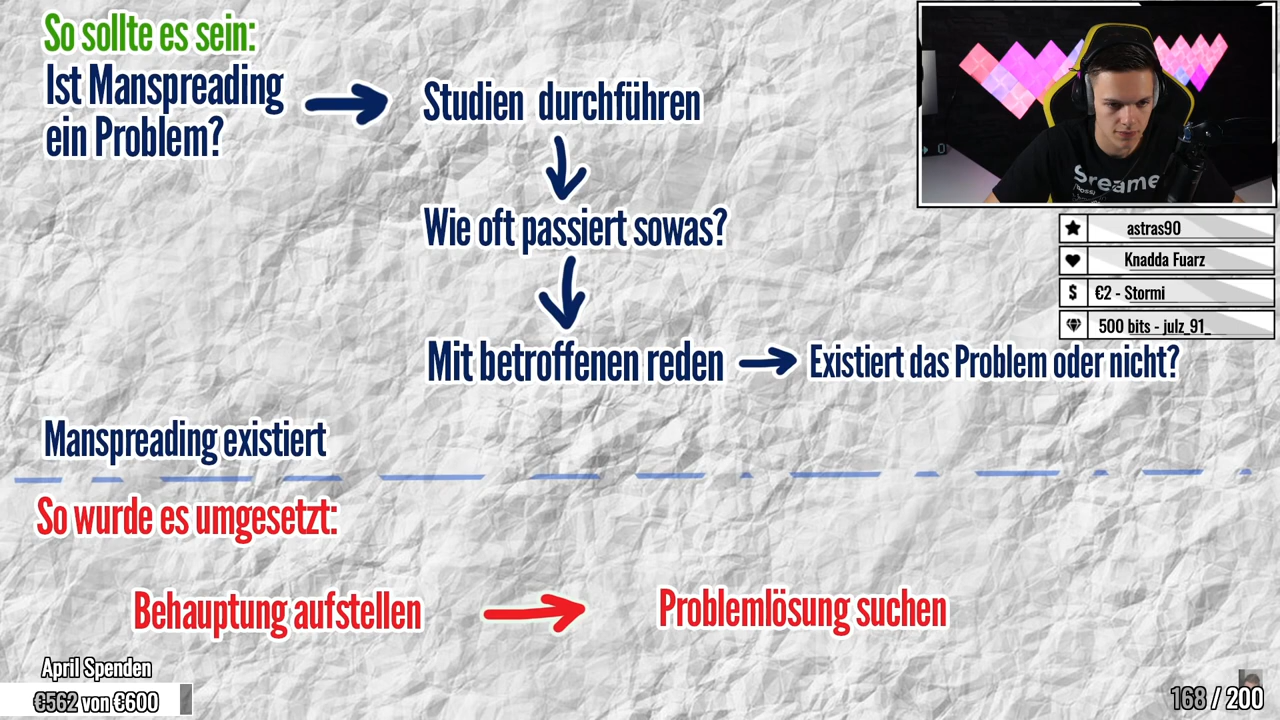 So sollte es sein:
Ist Manspreading
ein Problem?
Studien durchführen
Wie oft passiert sowas?
Mit betroffenen reden
Existiert das Problem oder nicht?
Manspreading existiert
So wurde es umgesetzt:
Behauptung aufstellen
Problemlösung suchen
astras90
Knadda Fuarz
$ €2 - Stormi
500 bits - julz_91_
April Spenden
€562 von €600
168 / 200